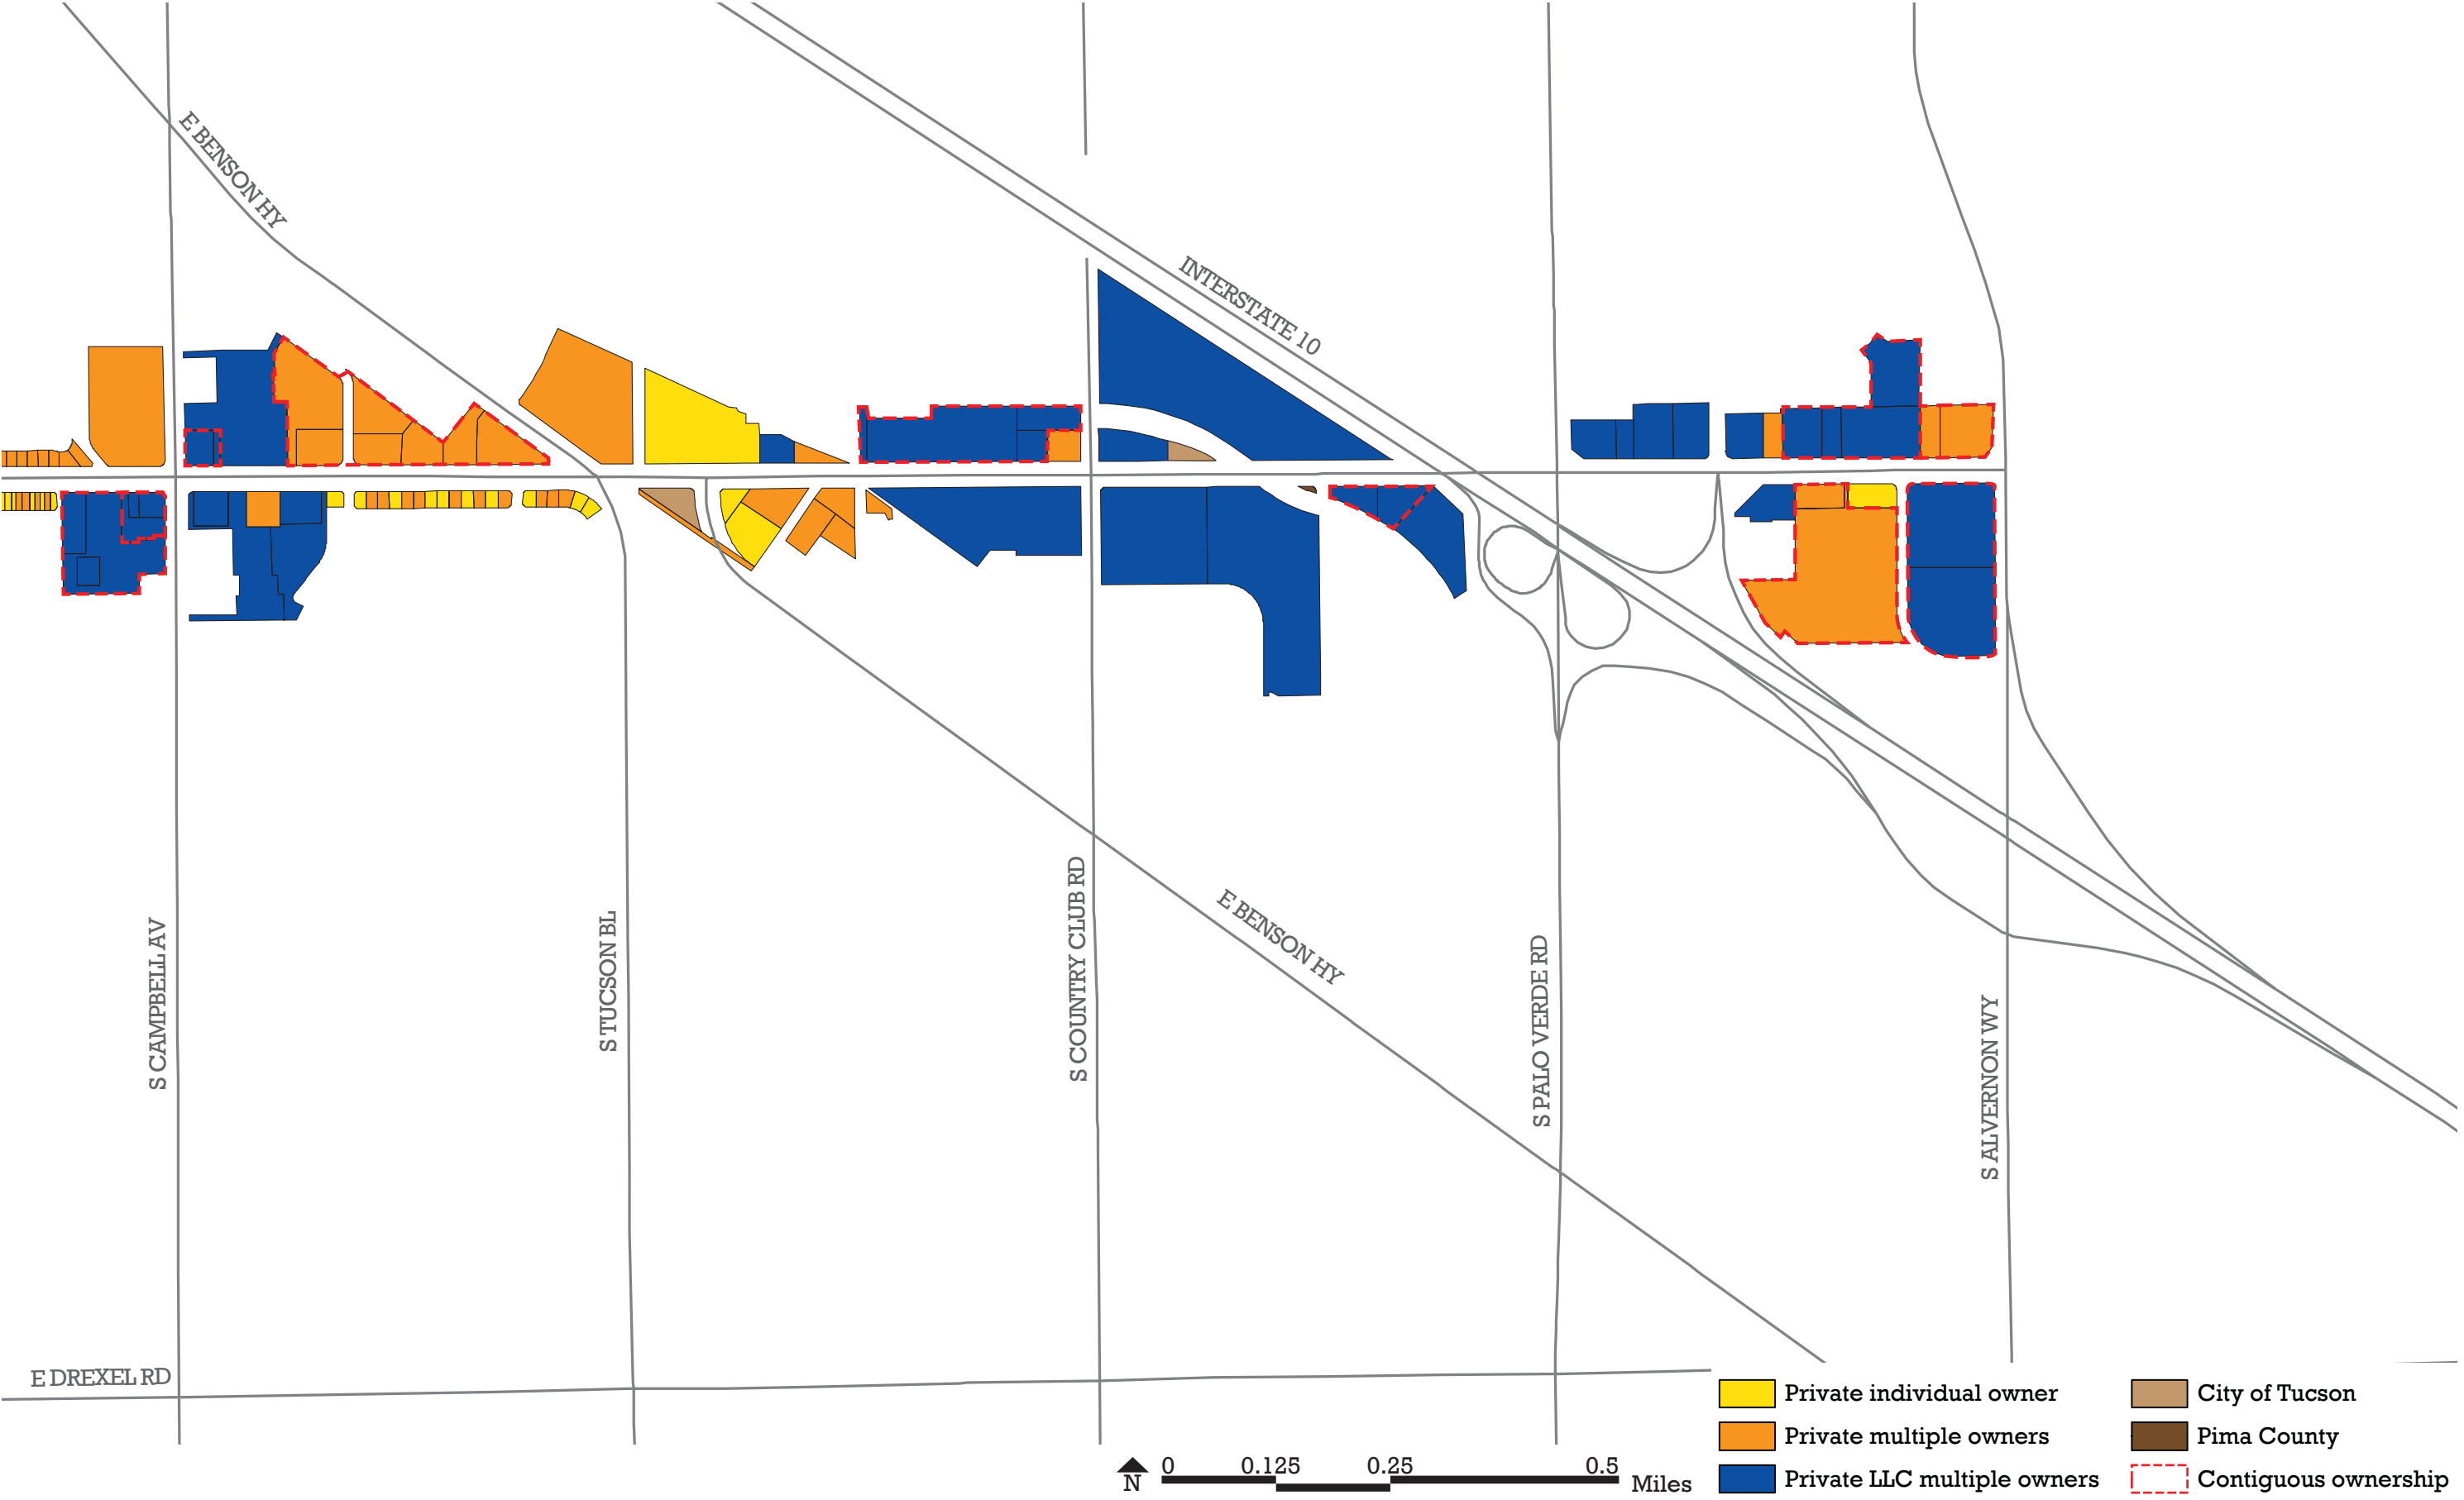 E BENSON HY
INTERSTATE 10
S CAMPBELL AV
S TUCSON BL
S COUNTRY CLUB RD
E BENSON HY
S PALO VERDE RD
S ALVERNON WY
E DREXEL RD
Private individual owner
City of Tucson
Private multiple owners
Pima County
Private LLC multiple owners
Contiguous ownership
0 0.125 0.25 0.5
N
Miles